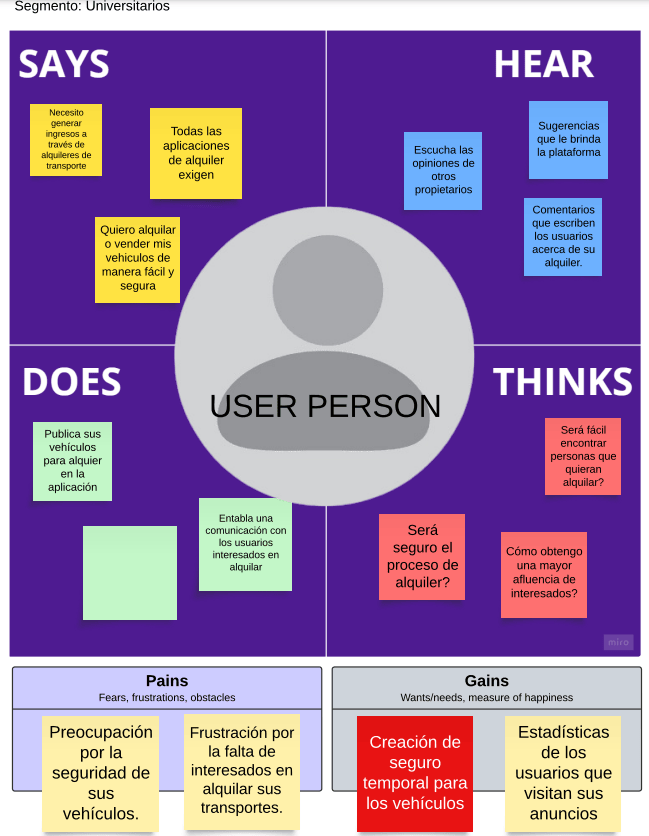 Segmento: Universitarios
SAYS
Necesito
generar
ingresos a
través de
alquileres de
transporte
Todas las
aplicaciones
de alquiler
exigen
Quiero alquilar
o vender mis
vehiculos de
manera fácil y
segura
HEAR
Escucha las
opiniones de
otros
propietarios
Sugerencias
que le brinda
la plataforma
Comentarios
que escriben
los usuarios
acerca de su
alquiler.
USER PERSON
DOES
Publica sus
vehículos
para alquier
en la
aplicación
Entabla una
comunicación con
los usuarios
interesados en
alquilar
THINKS
Será fácil
encontrar
personas que
quieran
alquilar?
Será
seguro el
proceso de
alquiler?
Cómo obtengo
una mayor
afluencia de
interesados?
miro
Pains
Fears, frustrations, obstacles
Preocupación
por la
seguridad de
sus
vehículos.
Frustración por
la falta de
interesados en
alquilar sus
transportes.
Gains
Wants/needs, measure of happiness
Creación de
seguro
temporal para
los vehículos
Estadísticas
de los
usuarios que
visitan sus
anuncios